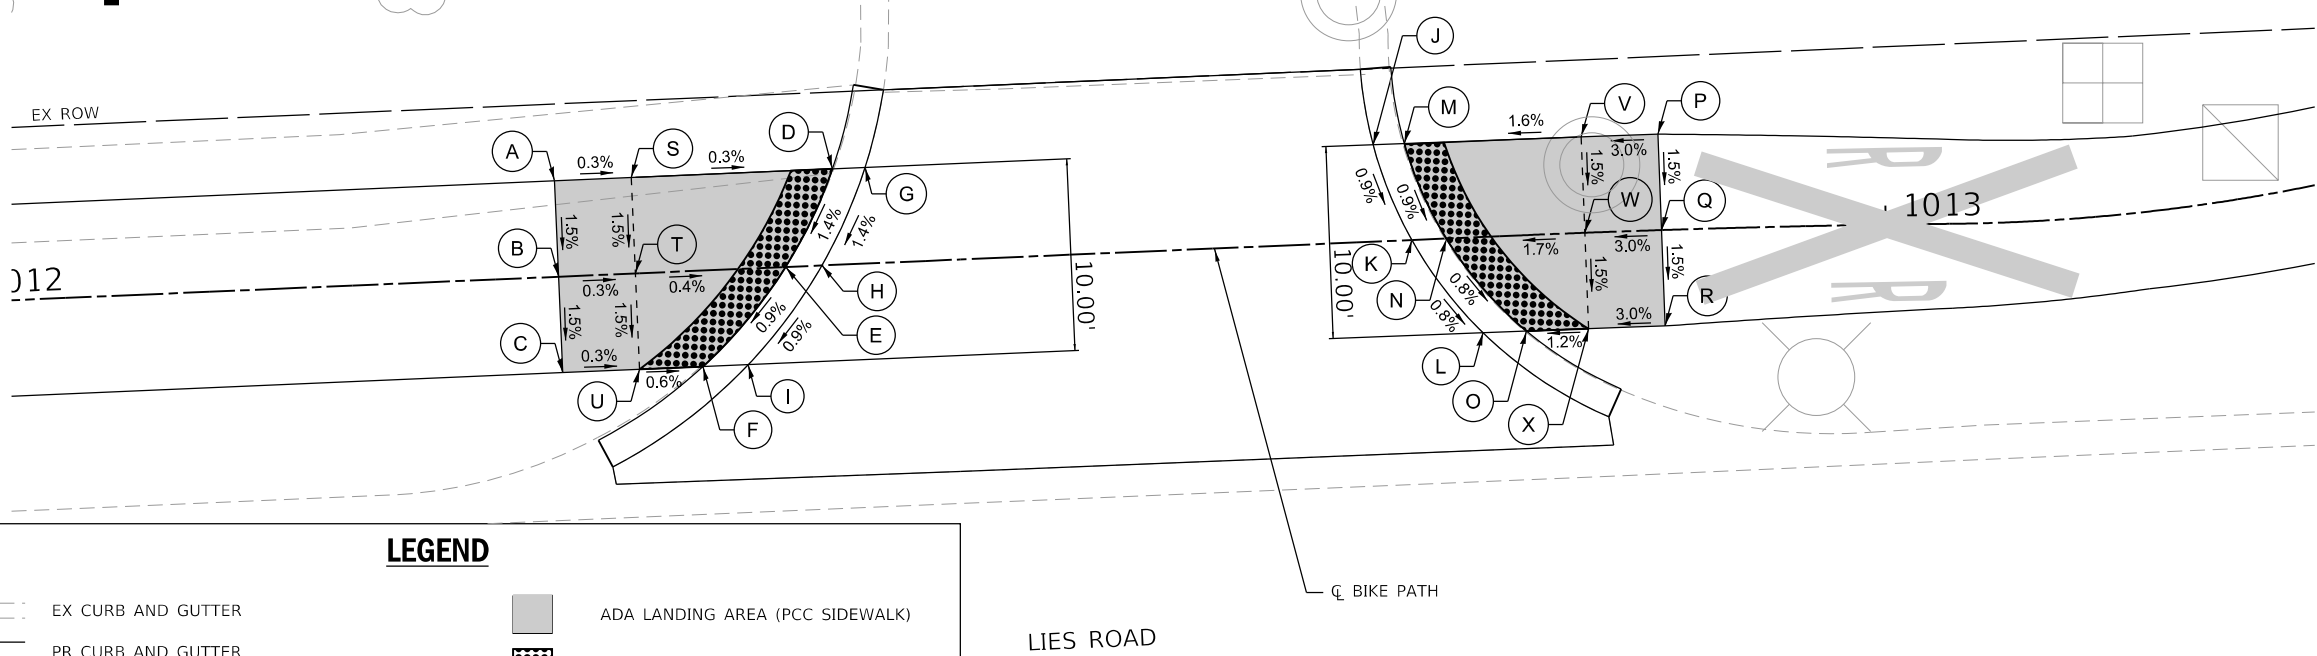 J
M
V
P
1.6%
EX ROW
D
S
A
0.3%
0.3%
3.0%
1.5%
1.5%
0.9%
0.9%
G
W
Q
1013
1.5%
1.5%
1.4%
1.4%
T
B
K
1.7%
3.0%
1.5%
1.5%
012
0.3%
0.4%
H
10.00'
10.00'
N
0.8%
0.8%
R
1.5%
1.5%
0.9%
0.9%
E
3.0%
C
0.3%
1.2%
L
0.6%
U
I
O
X
F
LEGEND
₵ BIKE PATH
EX CURB AND GUTTER
ADA LANDING AREA (PCC SIDEWALK)
LIES ROAD
PR CURB AND GUTTER